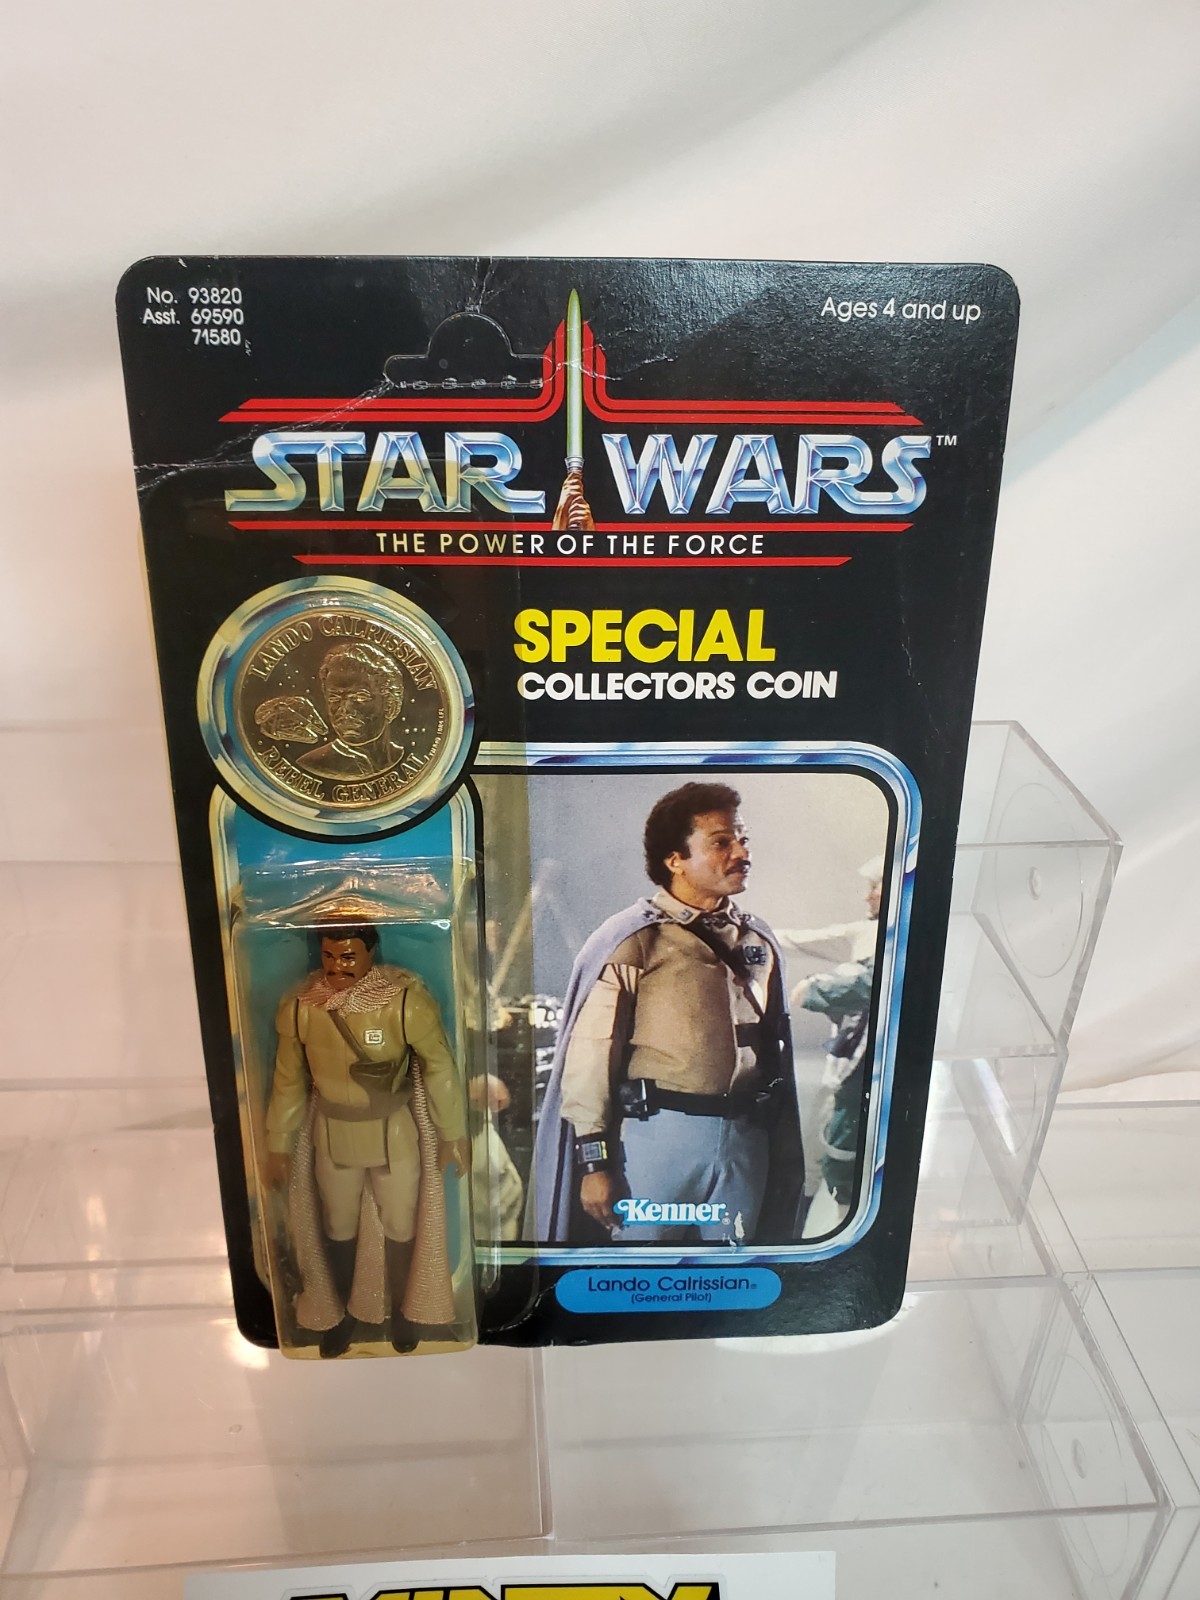 No. 93820
Asst. 69590
71580
Ages 4 and up
STAR WARS™
THE POWER OF THE FORCE
SPECIAL
COLLECTORS COIN
LANDO CALRISSIAN
REBEL GENERAL
Kenner®
Lando Calrissian®
(General Pilot)